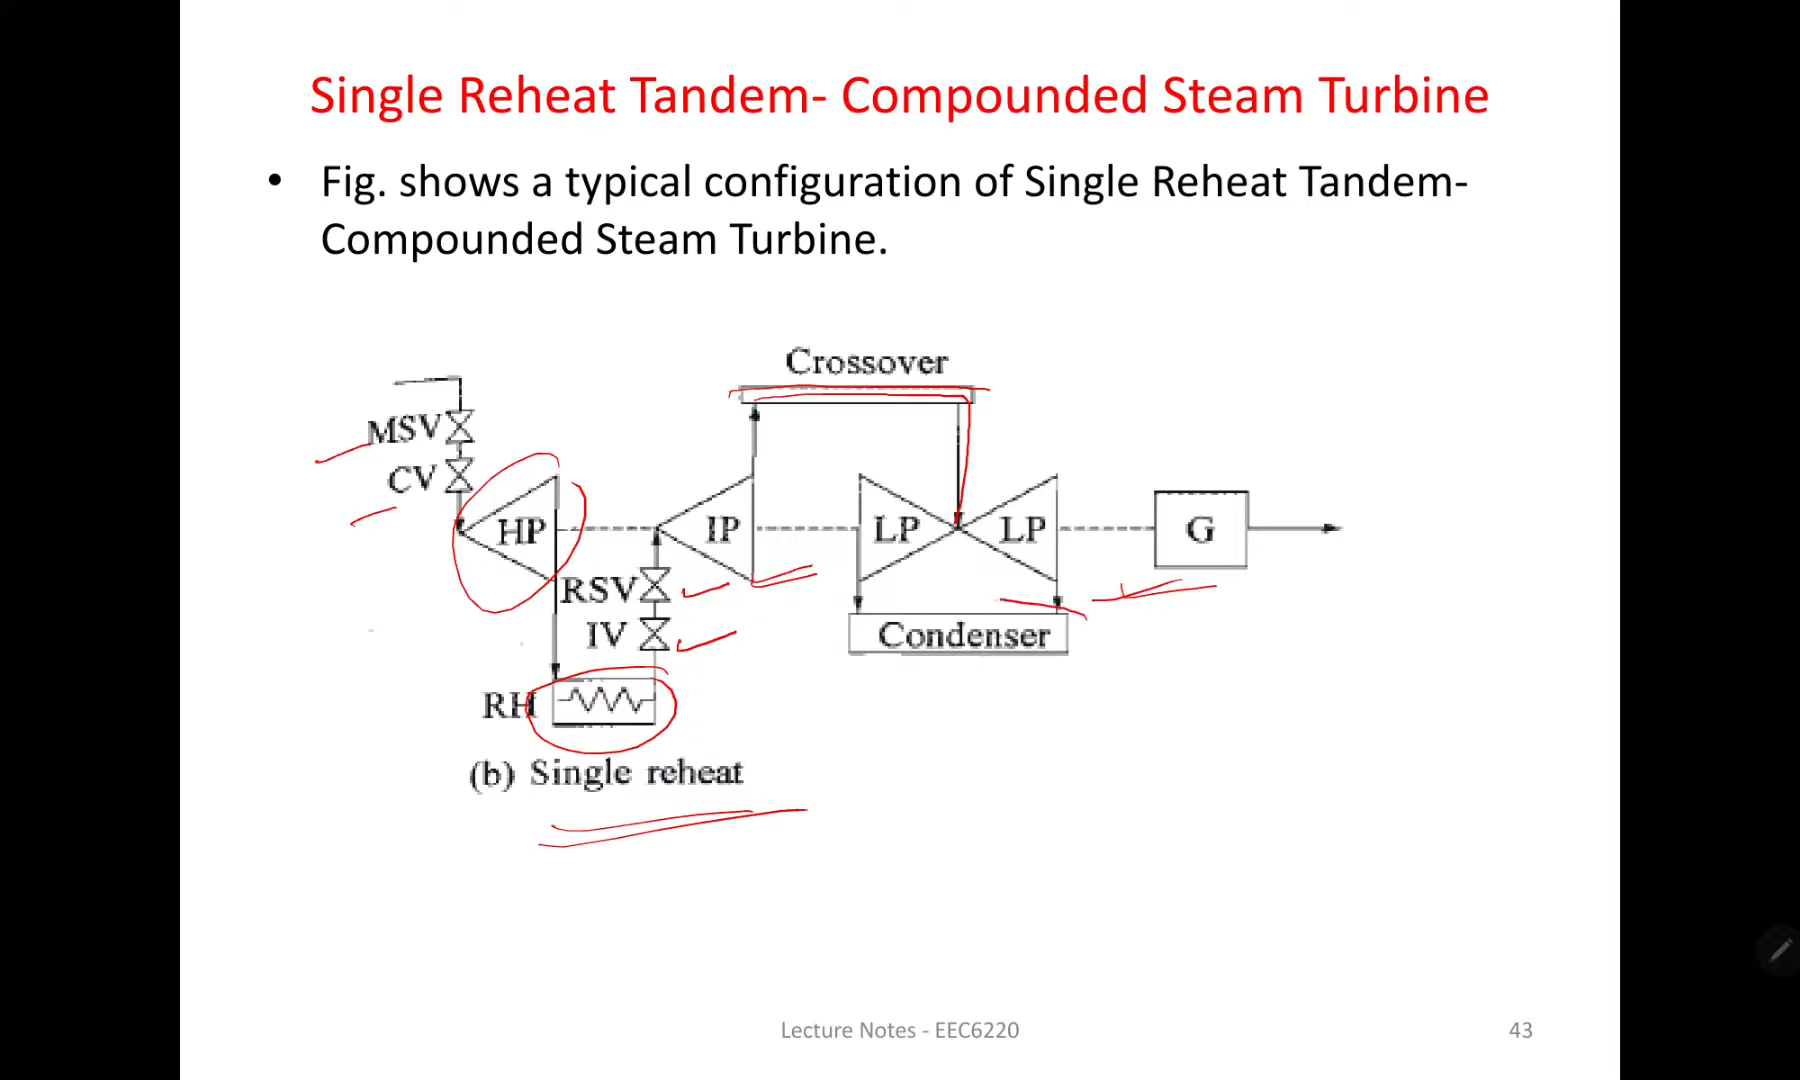 Single Reheat Tandem- Compounded Steam Turbine
• Fig. shows a typical configuration of Single Reheat Tandem-
Compounded Steam Turbine.
Crossover
MSV
CV
HP
IP
LP
LP
G
RSV
IV
Condenser
RH
(b) Single reheat
Lecture Notes - EEC6220
43